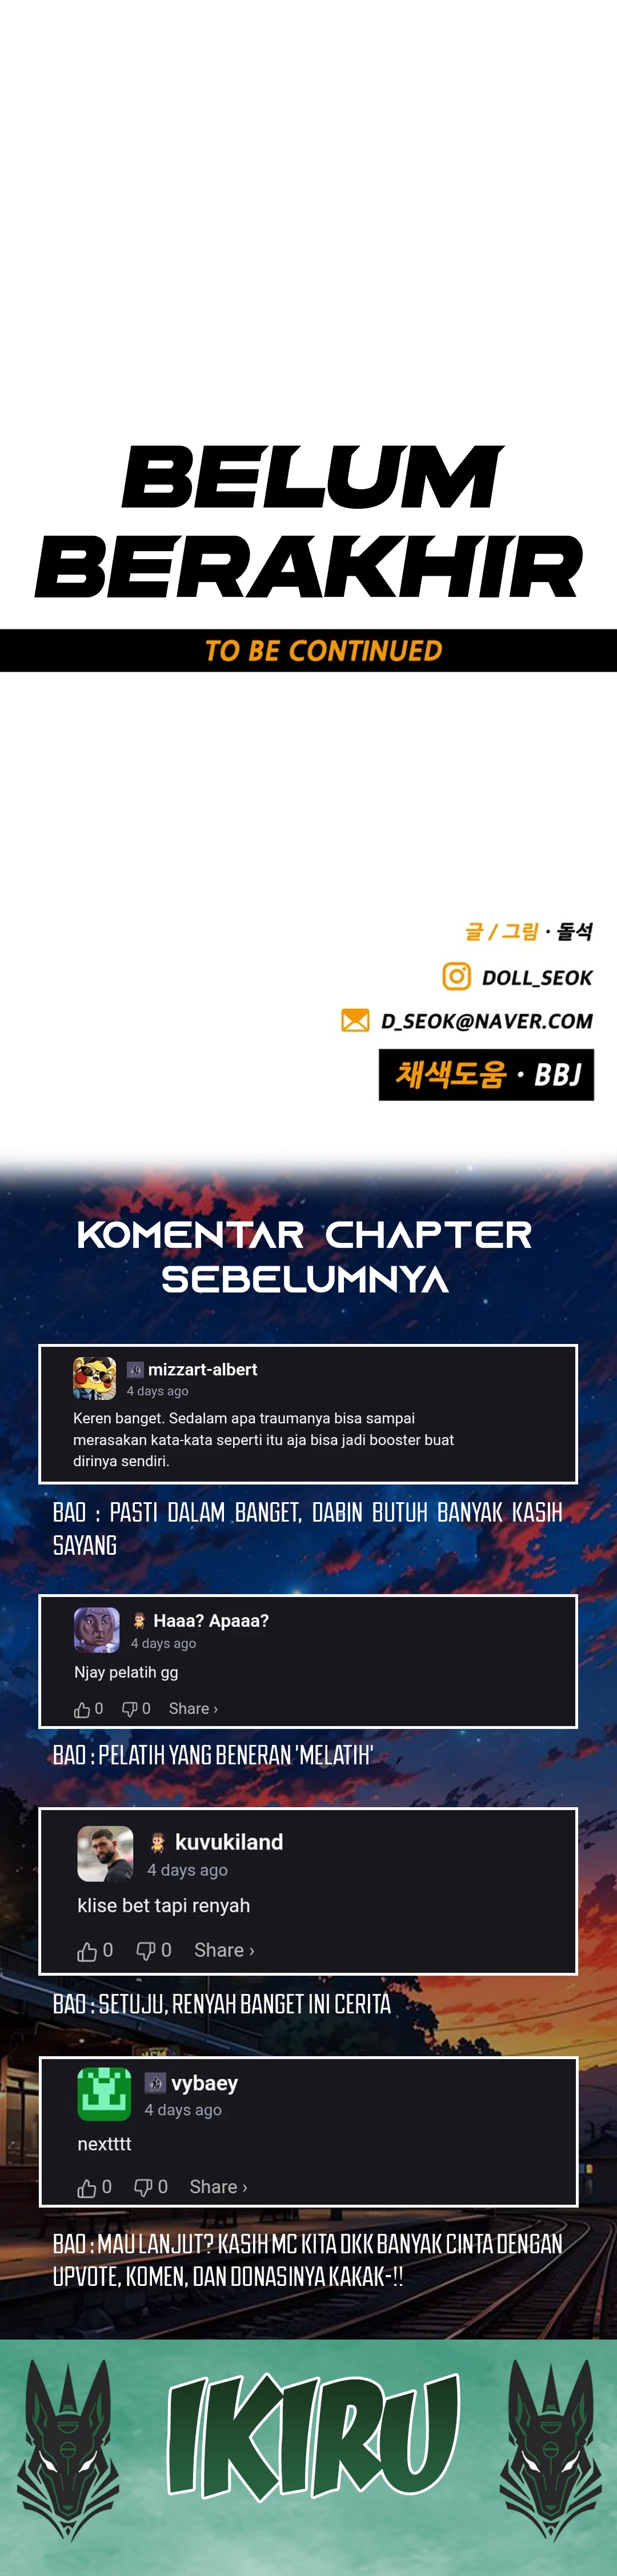 BELUM
BERAKHIR
TO BE CONTINUED
글 / 그림 · 돌석
DOLL_SEOK
D_SEOK@NAVER.COM
채색도움 · BBJ
KOMENTAR CHAPTER
SEBELUMNYA
mizzart-albert
4 days ago
Keren banget. Sedalam apa traumanya bisa sampai
merasakan kata-kata seperti itu aja bisa jadi booster buat
dirinya sendiri.
BAO : PASTI DALAM BANGET, DABIN BUTUH BANYAK KASIH
SAYANG
Haaa? Apaaa?
4 days ago
Njay pelatih gg
0 0 Share ›
BAO : PELATIH YANG BENERAN 'MELATIH'
kuvukiland
4 days ago
klise bet tapi renyah
0 0 Share ›
BAO : SETUJU, RENYAH BANGET INI CERITA
vybaey
4 days ago
nextttt
0 0 Share ›
BAO : MAU LANJUT? KASIH MC KITA DKK BANYAK CINTA DENGAN
UPVOTE, KOMEN, DAN DONASINYA KAKAK-!!
IKIRU